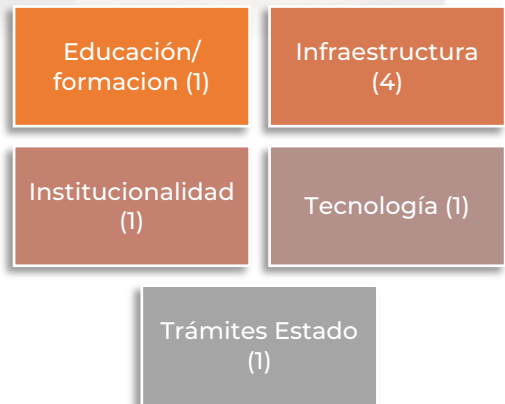 Educación/
formacion (1)
Infraestructura
(4)
Institucionalidad
(1)
Tecnología (1)
Trámites Estado
(1)